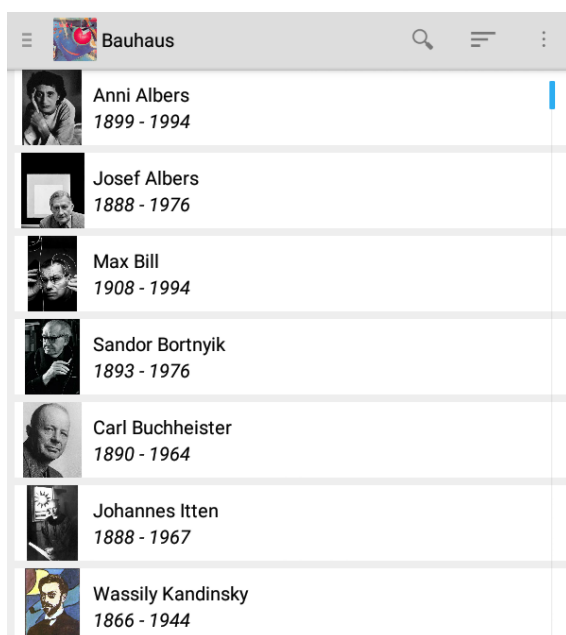 Bauhaus
Anni Albers
1899 - 1994
Josef Albers
1888 - 1976
Max Bill
1908 - 1994
Sandor Bortnyik
1893 - 1976
Carl Buchheister
1890 - 1964
Johannes Itten
1888 - 1967
Wassily Kandinsky
1866 - 1944